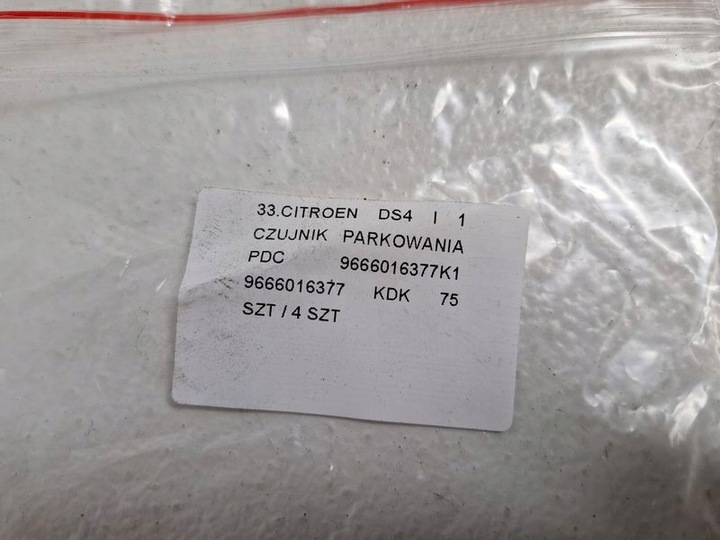 33.CITROEN DS4 I 1
CZUJNIK PARKOWANIA
PDC 9666016377K1
9666016377 KDK 75
SZT / 4 SZT